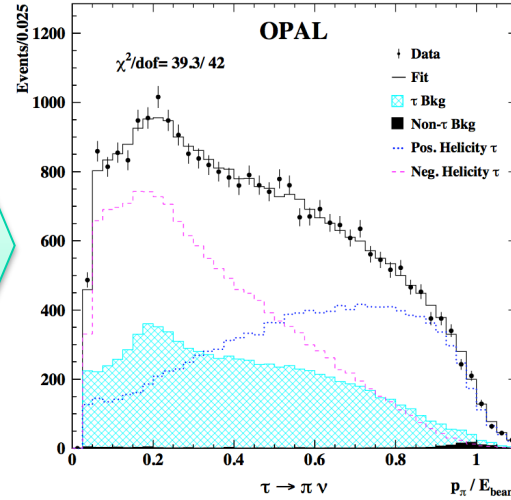 Events/0.025
OPAL
χ²/dof= 39.3/ 42
Data
Fit
τ Bkg
Non-τ Bkg
Pos. Helicity τ
Neg. Helicity τ
1200
1000
800
600
400
200
0
0 0.2 0.4 0.6 0.8 1
τ → π ν
p_π / E_beam